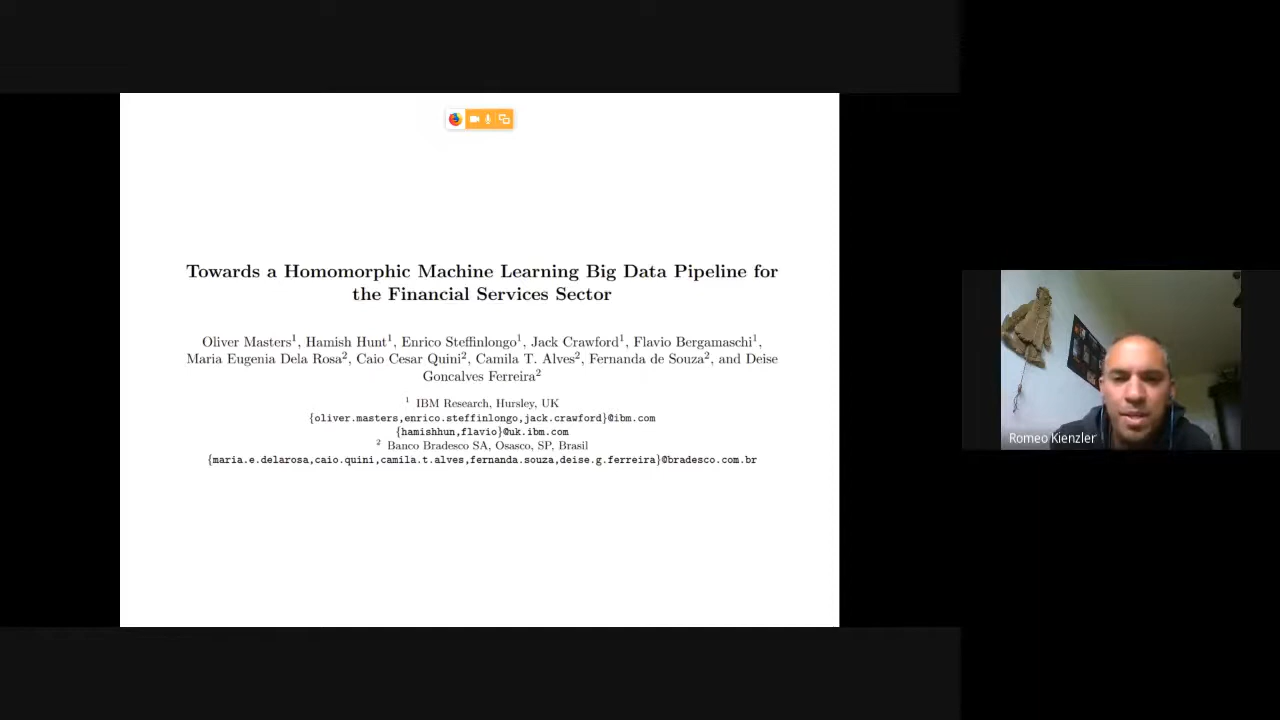 Towards a Homomorphic Machine Learning Big Data Pipeline for
the Financial Services Sector
Oliver Masters1, Hamish Hunt1, Enrico Steffinlongo1, Jack Crawford1, Flavio Bergamaschi1,
Maria Eugenia Dela Rosa2, Caio Cesar Quini2, Camila T. Alves2, Fernanda de Souza2, and Deise
Goncalves Ferreira2
1 IBM Research, Hursley, UK
{oliver.masters,enrico.steffinlongo,jack.crawford}@ibm.com
{hamishhun,flavio}@uk.ibm.com
2 Banco Bradesco SA, Osasco, SP, Brasil
{maria.e.delarosa,caio.quini,camila.t.alves,fernanda.souza,deise.g.ferreira}@bradesco.com.br
Romeo Kienzler